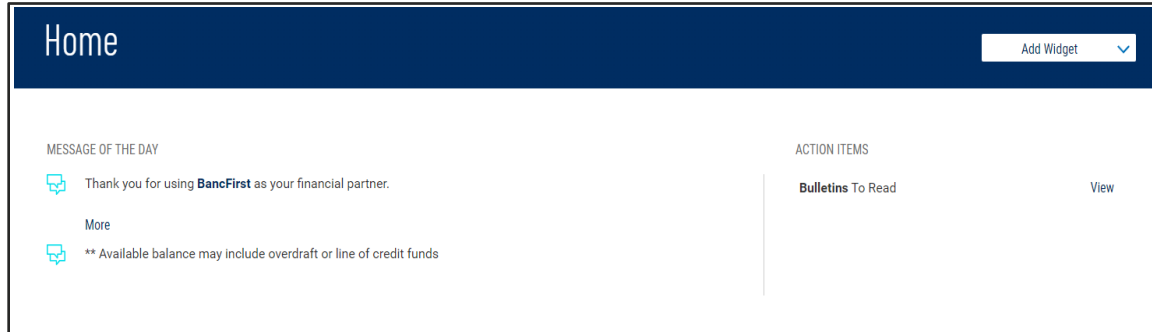 Home
Add Widget
MESSAGE OF THE DAY
Thank you for using BancFirst as your financial partner.
More
** Available balance may include overdraft or line of credit funds
ACTION ITEMS
Bulletins To Read View